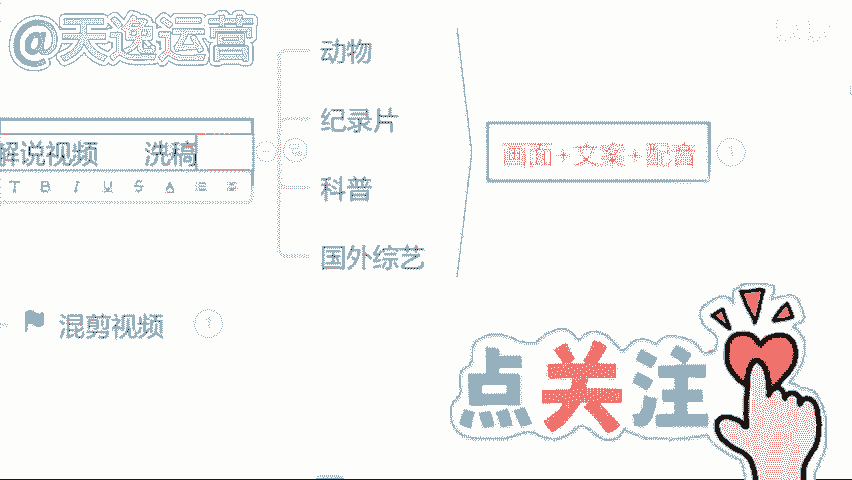 @天逸运营
动物
纪录片
解说视频 洗稿
画面+文案+配音
1
T B I U S A
科普
国外综艺
混剪视频
点关注